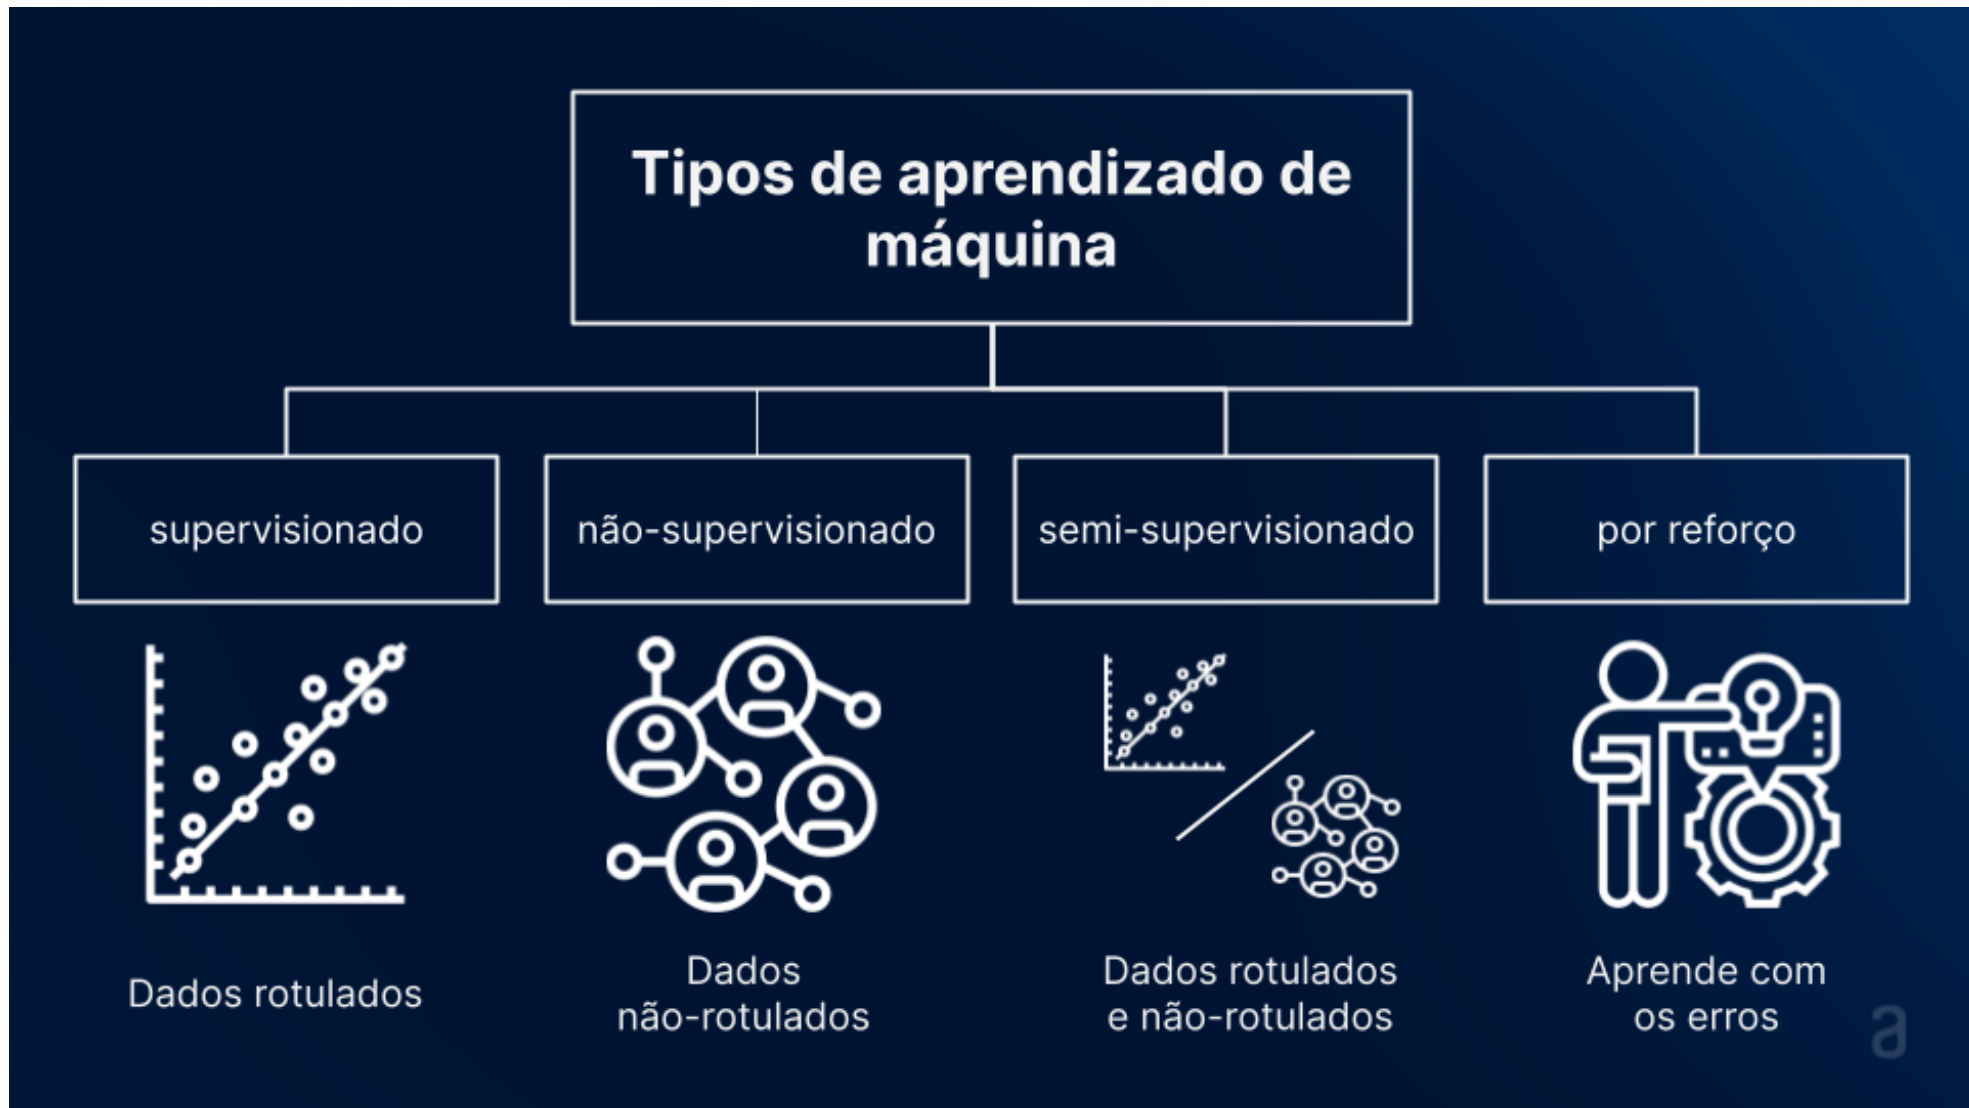 Tipos de aprendizado de
máquina
supervisionado
não-supervisionado
semi-supervisionado
por reforço
Dados rotulados
Dados
não-rotulados
Dados rotulados
e não-rotulados
Aprende com
os erros
a